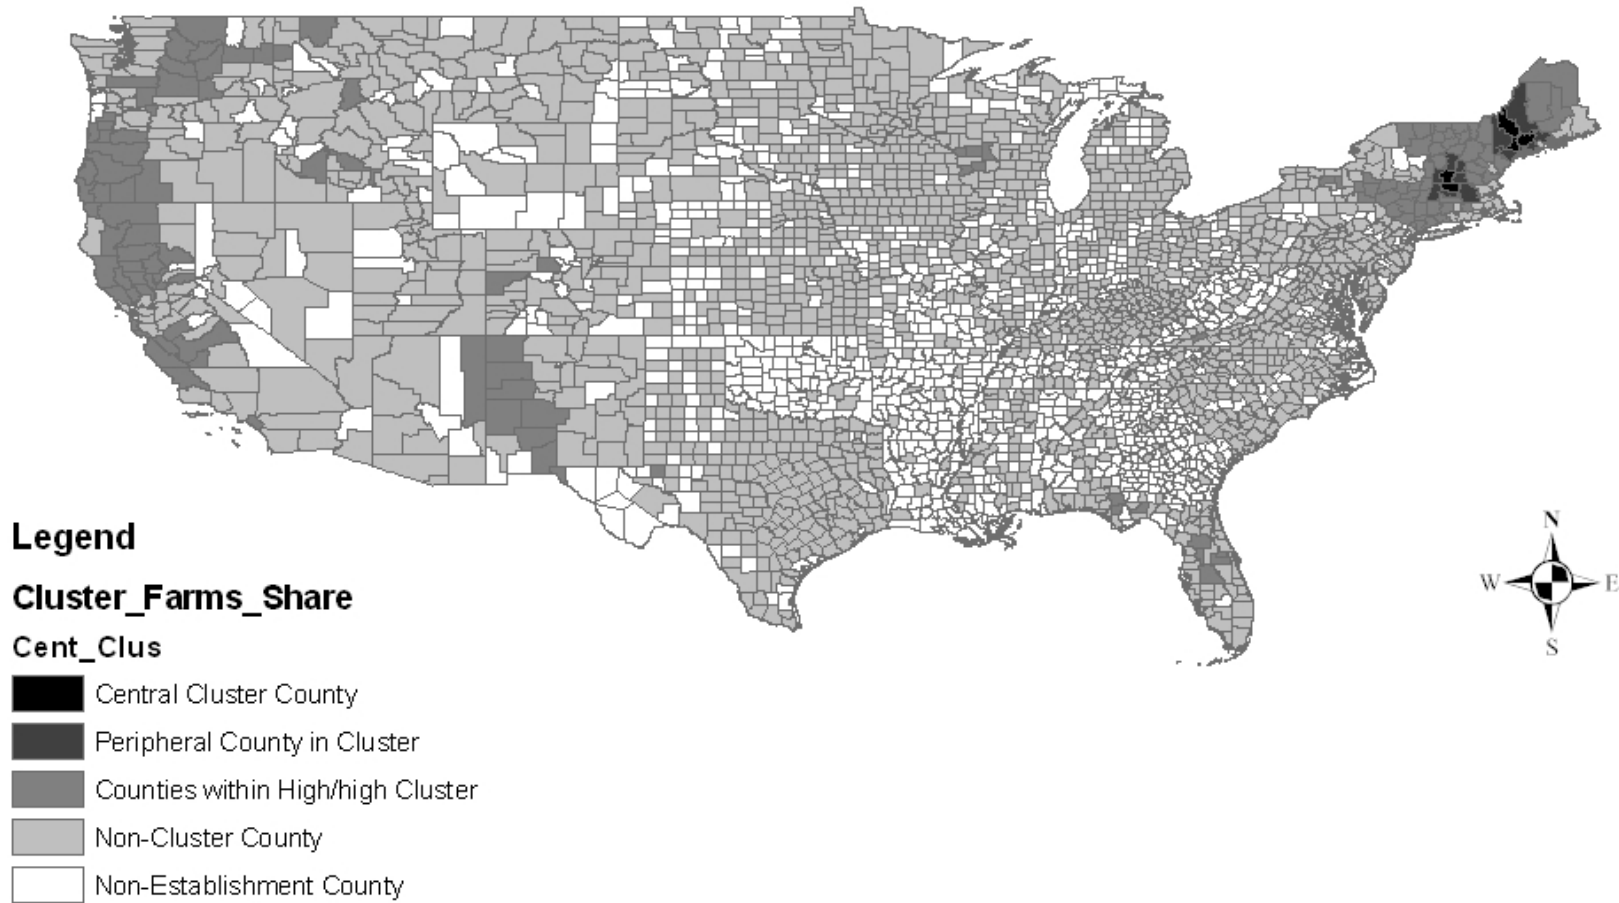 Legend
Cluster_Farms_Share
Cent_Clus
Central Cluster County
Peripheral County in Cluster
Counties within High/high Cluster
Non-Cluster County
Non-Establishment County
N
W E
S